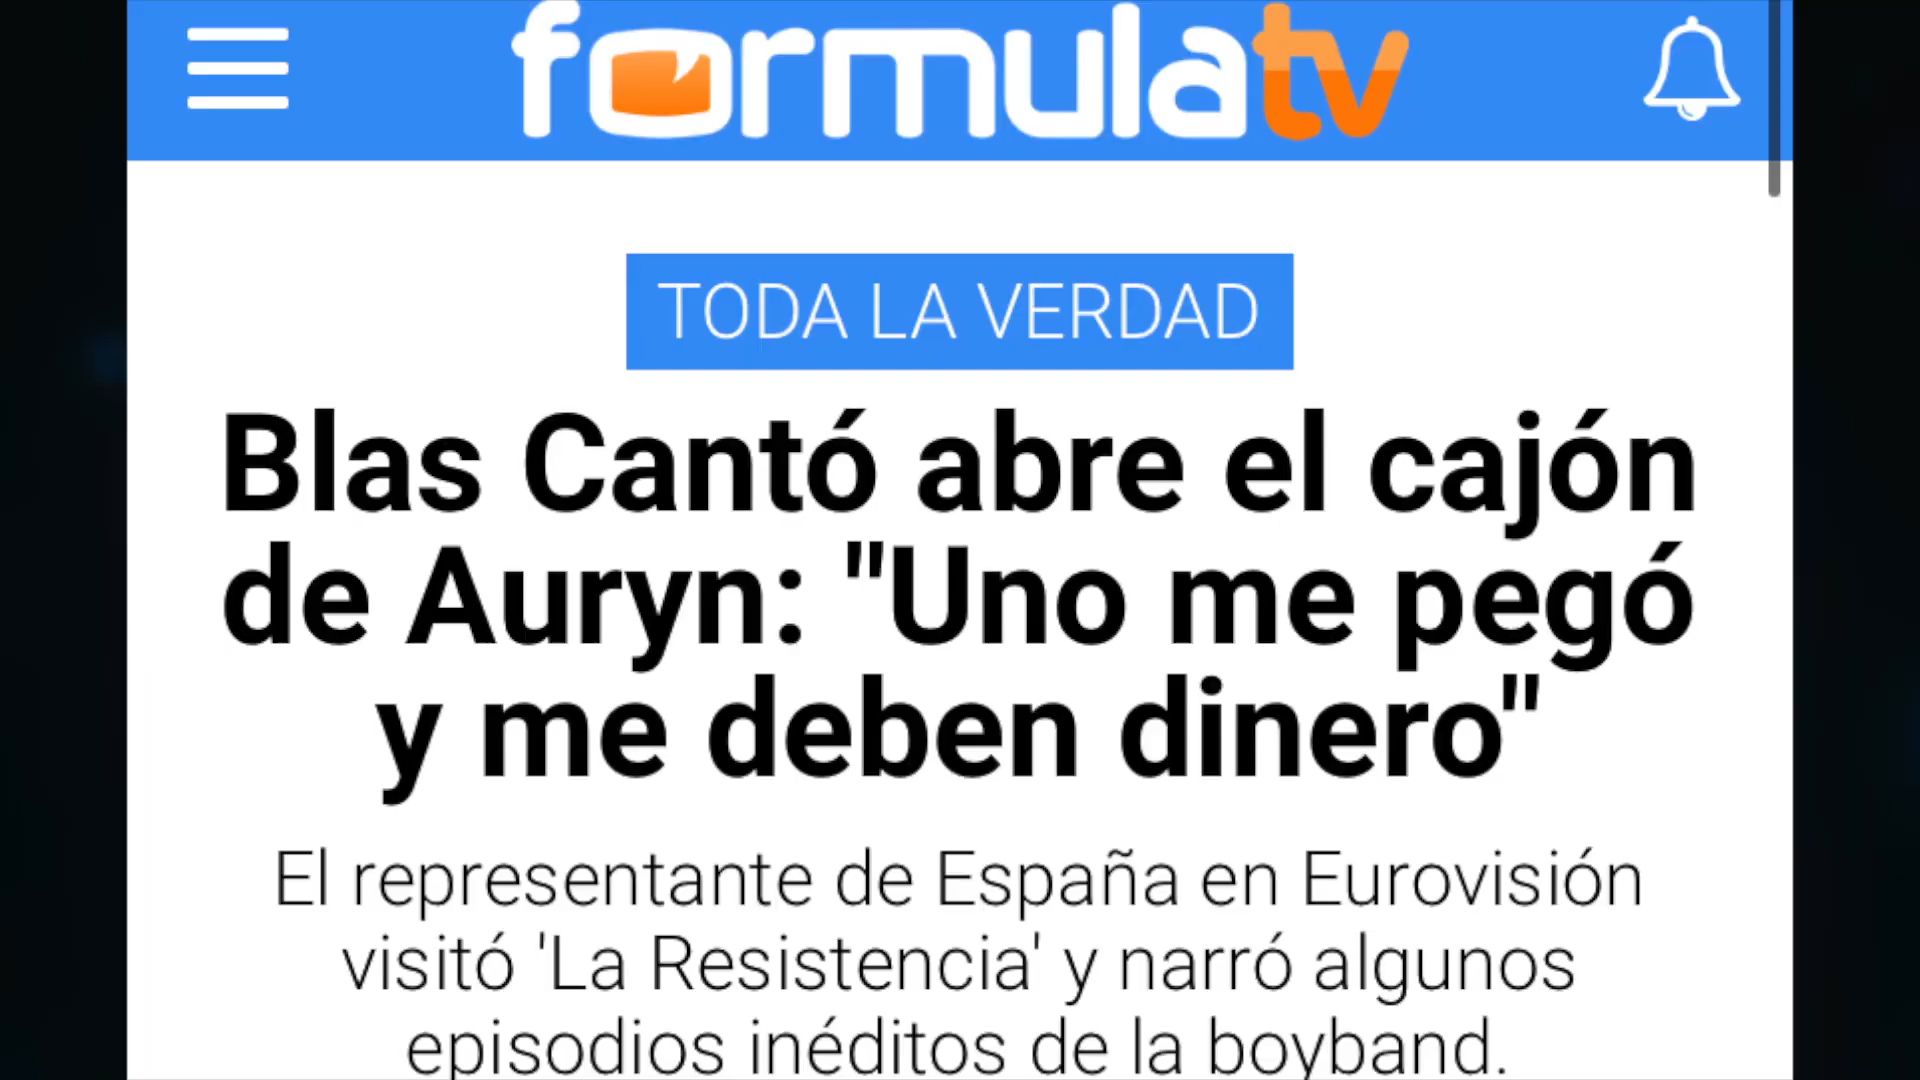 formulatv
TODA LA VERDAD
Blas Cantó abre el cajón
de Auryn: "Uno me pegó
y me deben dinero"
El representante de España en Eurovisión
visitó 'La Resistencia' y narró algunos
episodios inéditos de la boyband.